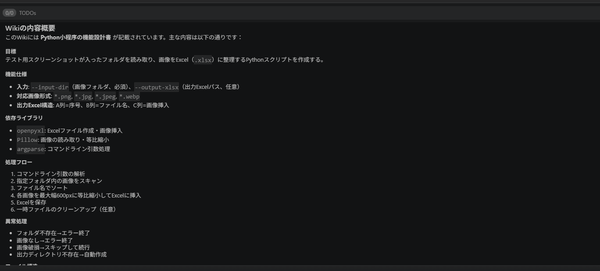 0/0 TODOs
Wikiの内容概要
このWikiには Python小程序の機能設計書 が記載されています。主な内容は以下の通りです：
目標
テスト用スクリーンショットが入ったフォルダを読み取り、画像をExcel（.xlsx）に整理するPythonスクリプトを作成する。
機能仕様
• 入力: --input-dir（画像フォルダ、必須）、--output-xlsx（出力Excelパス、任意）
• 対応画像形式: *.png, *.jpg, *.jpeg, *.webp
• 出力Excel構造: A列=序号、B列=ファイル名、C列=画像挿入
依存ライブラリ
• openpyxl: Excelファイル作成・画像挿入
• Pillow: 画像の読み取り・等比縮小
• argparse: コマンドライン引数処理
処理フロー
1. コマンドライン引数の解析
2. 指定フォルダ内の画像をスキャン
3. ファイル名でソート
4. 各画像を最大幅600pxに等比縮小してExcelに挿入
5. Excelを保存
6. 一時ファイルのクリーンアップ（任意）
異常処理
• フォルダ不存在→エラー終了
• 画像なし→エラー終了
• 画像破損→スキップして続行
• 出力ディレクトリ不存在→自動作成